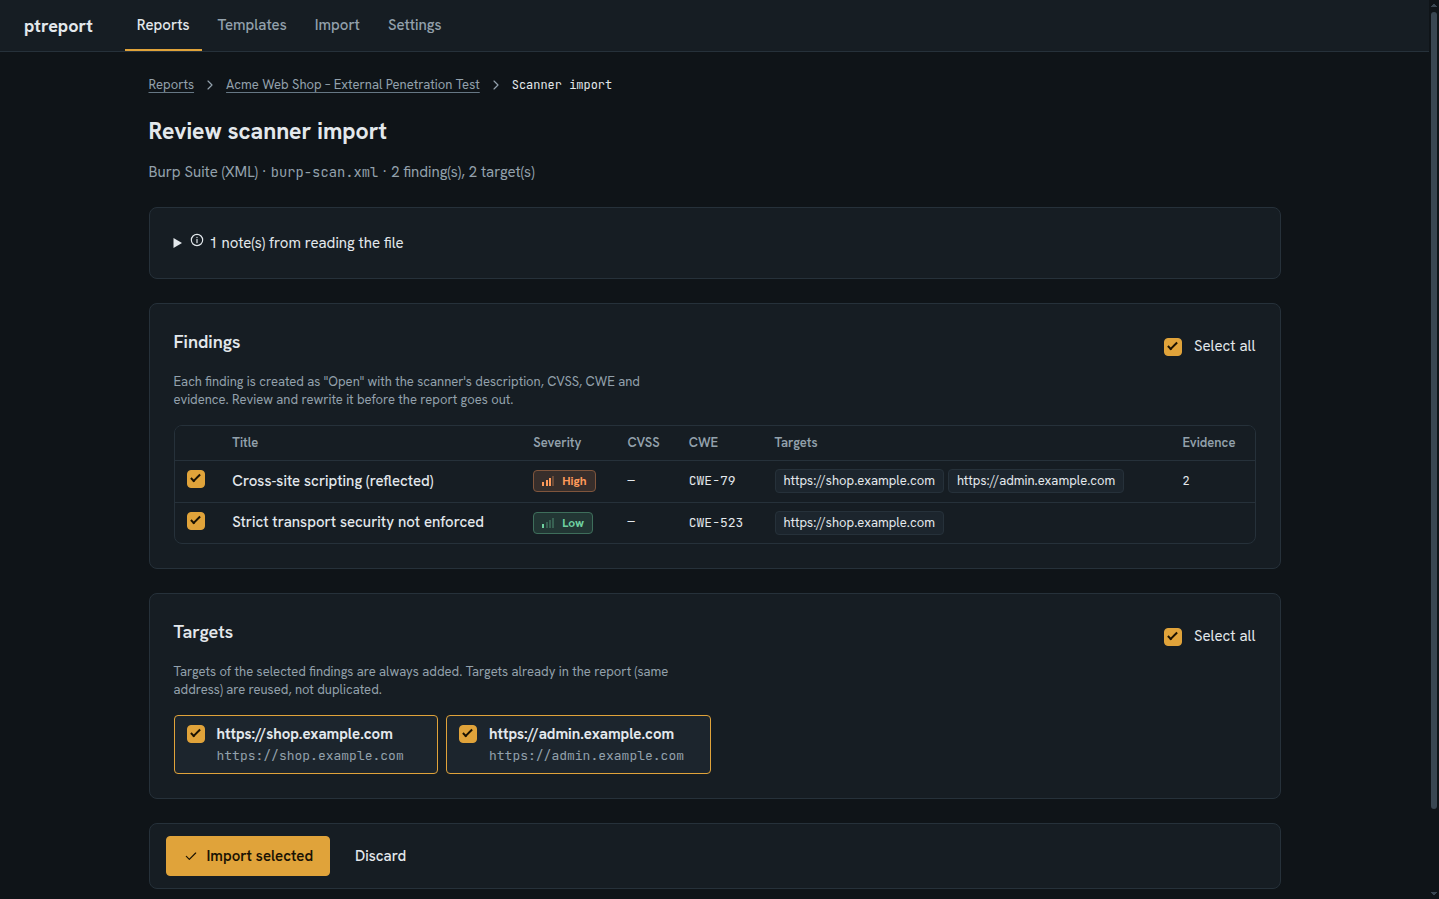 ptreport Reports Templates Import Settings
Reports > Acme Web Shop – External Penetration Test > Scanner import
Review scanner import
Burp Suite (XML) · burp-scan.xml · 2 finding(s), 2 target(s)
1 note(s) from reading the file
Findings
Select all
Each finding is created as "Open" with the scanner's description, CVSS, CWE and
evidence. Review and rewrite it before the report goes out.
Title Severity CVSS CWE Targets Evidence
Cross-site scripting (reflected) High – CWE-79 https://shop.example.com https://admin.example.com 2
Strict transport security not enforced Low – CWE-523 https://shop.example.com
Targets
Select all
Targets of the selected findings are always added. Targets already in the report (same
address) are reused, not duplicated.
https://shop.example.com
https://shop.example.com
https://admin.example.com
https://admin.example.com
Import selected Discard